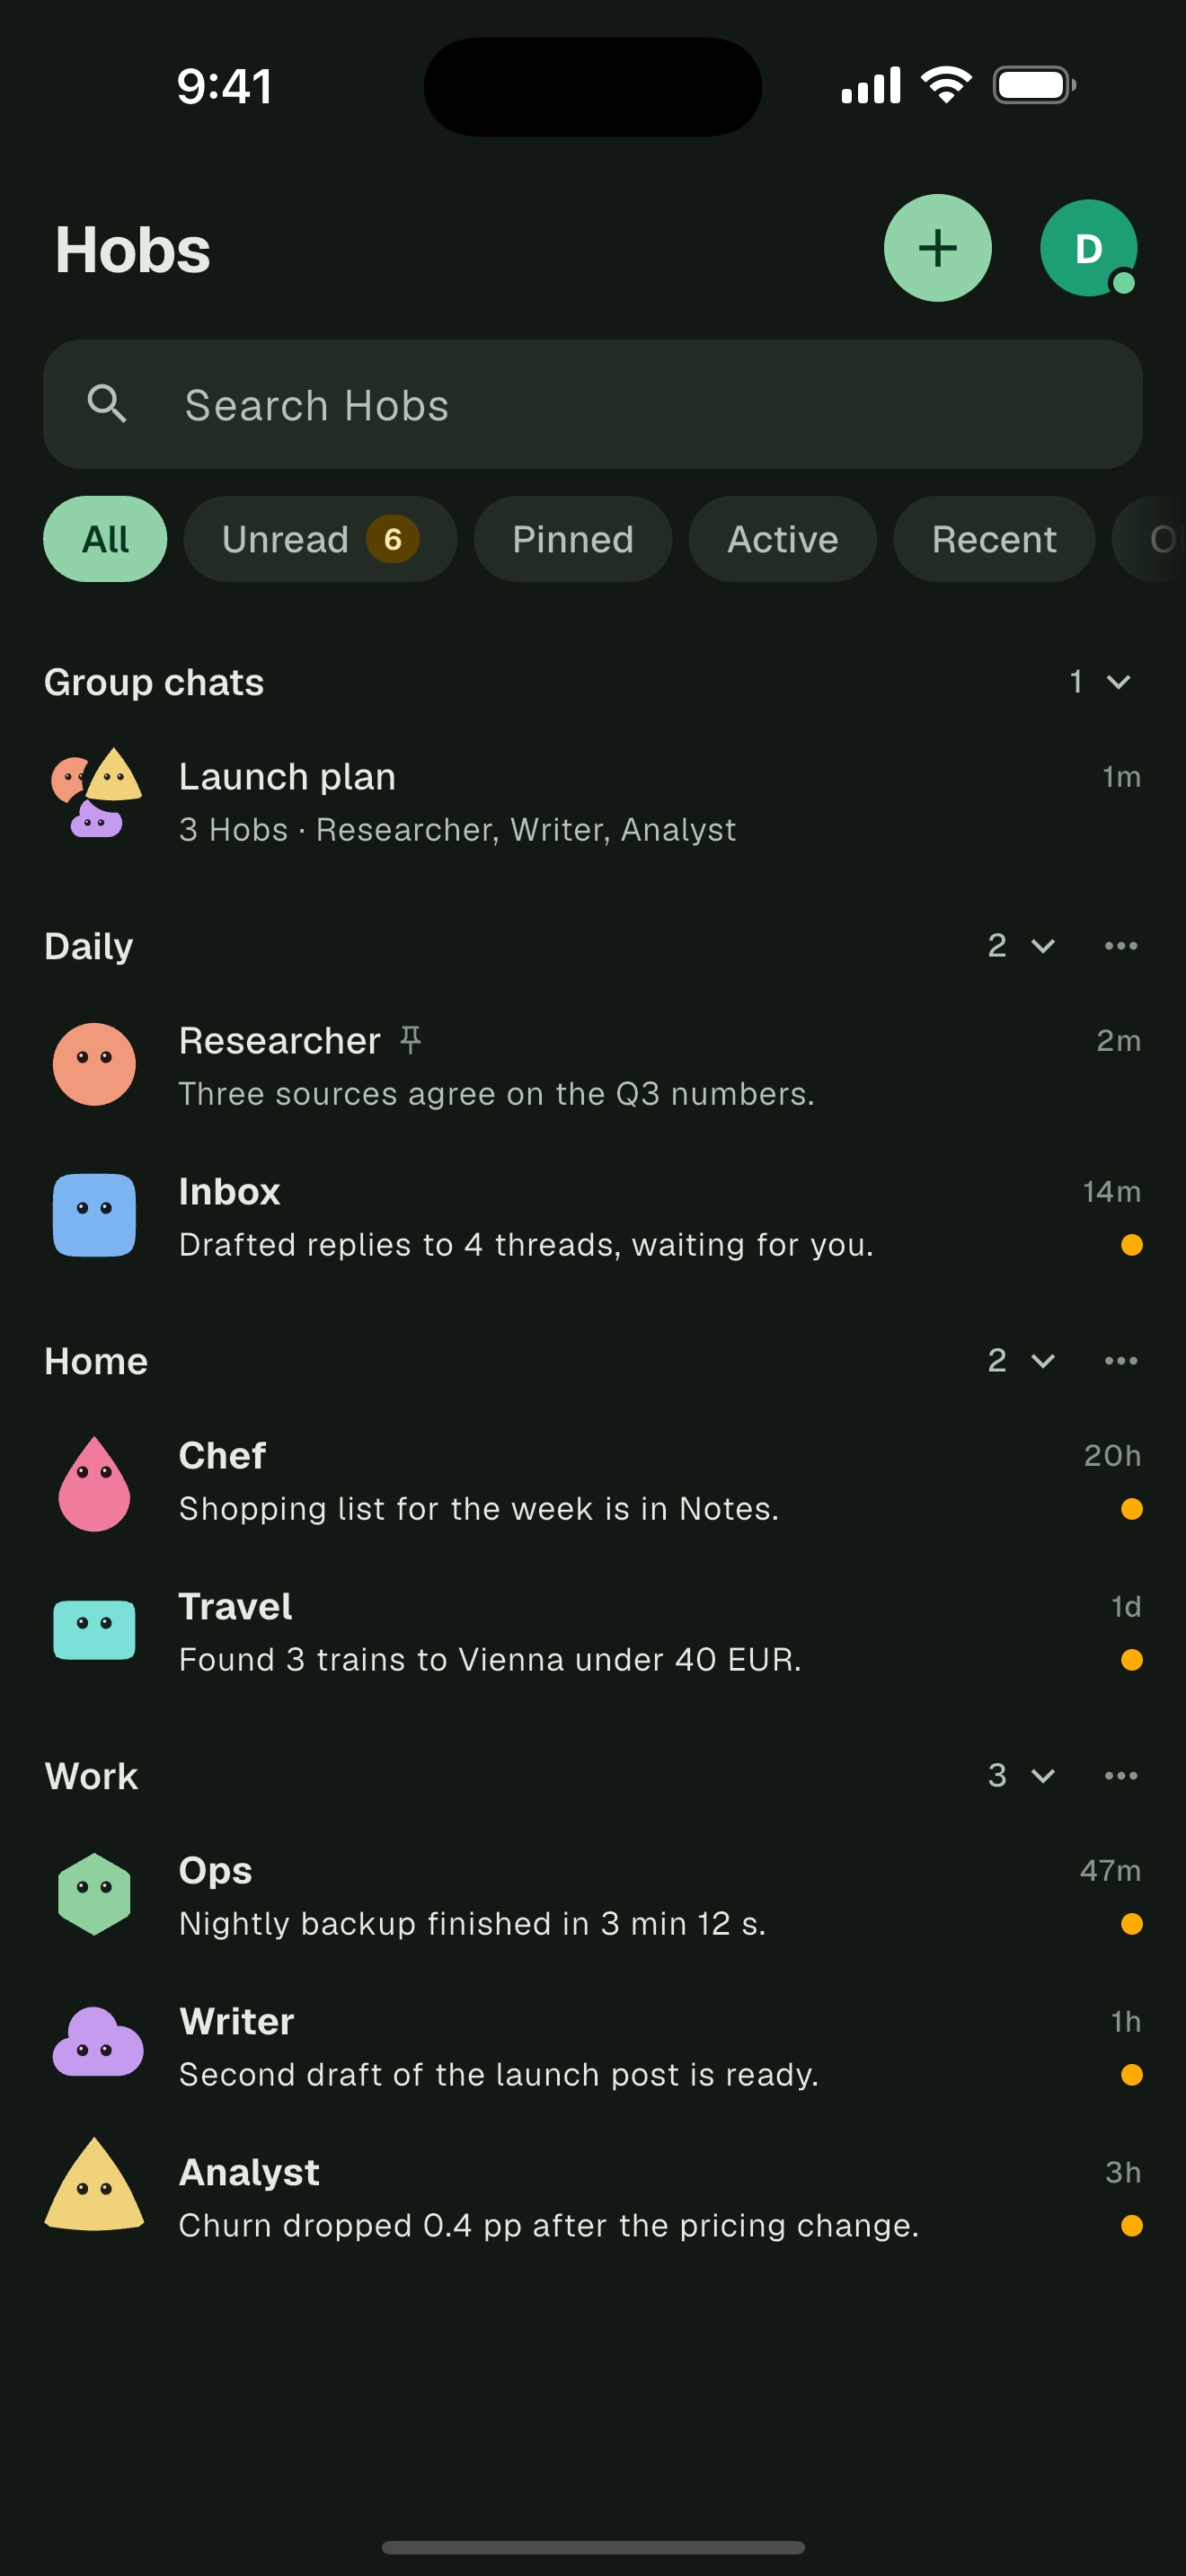 9:41
Hobs
D
Search Hobs
All
Unread 6
Pinned
Active
Recent
Group chats
1
Launch plan
1m
3 Hobs · Researcher, Writer, Analyst
Daily
2
Researcher
2m
Three sources agree on the Q3 numbers.
Inbox
14m
Drafted replies to 4 threads, waiting for you.
Home
2
Chef
20h
Shopping list for the week is in Notes.
Travel
1d
Found 3 trains to Vienna under 40 EUR.
Work
3
Ops
47m
Nightly backup finished in 3 min 12 s.
Writer
1h
Second draft of the launch post is ready.
Analyst
3h
Churn dropped 0.4 pp after the pricing change.